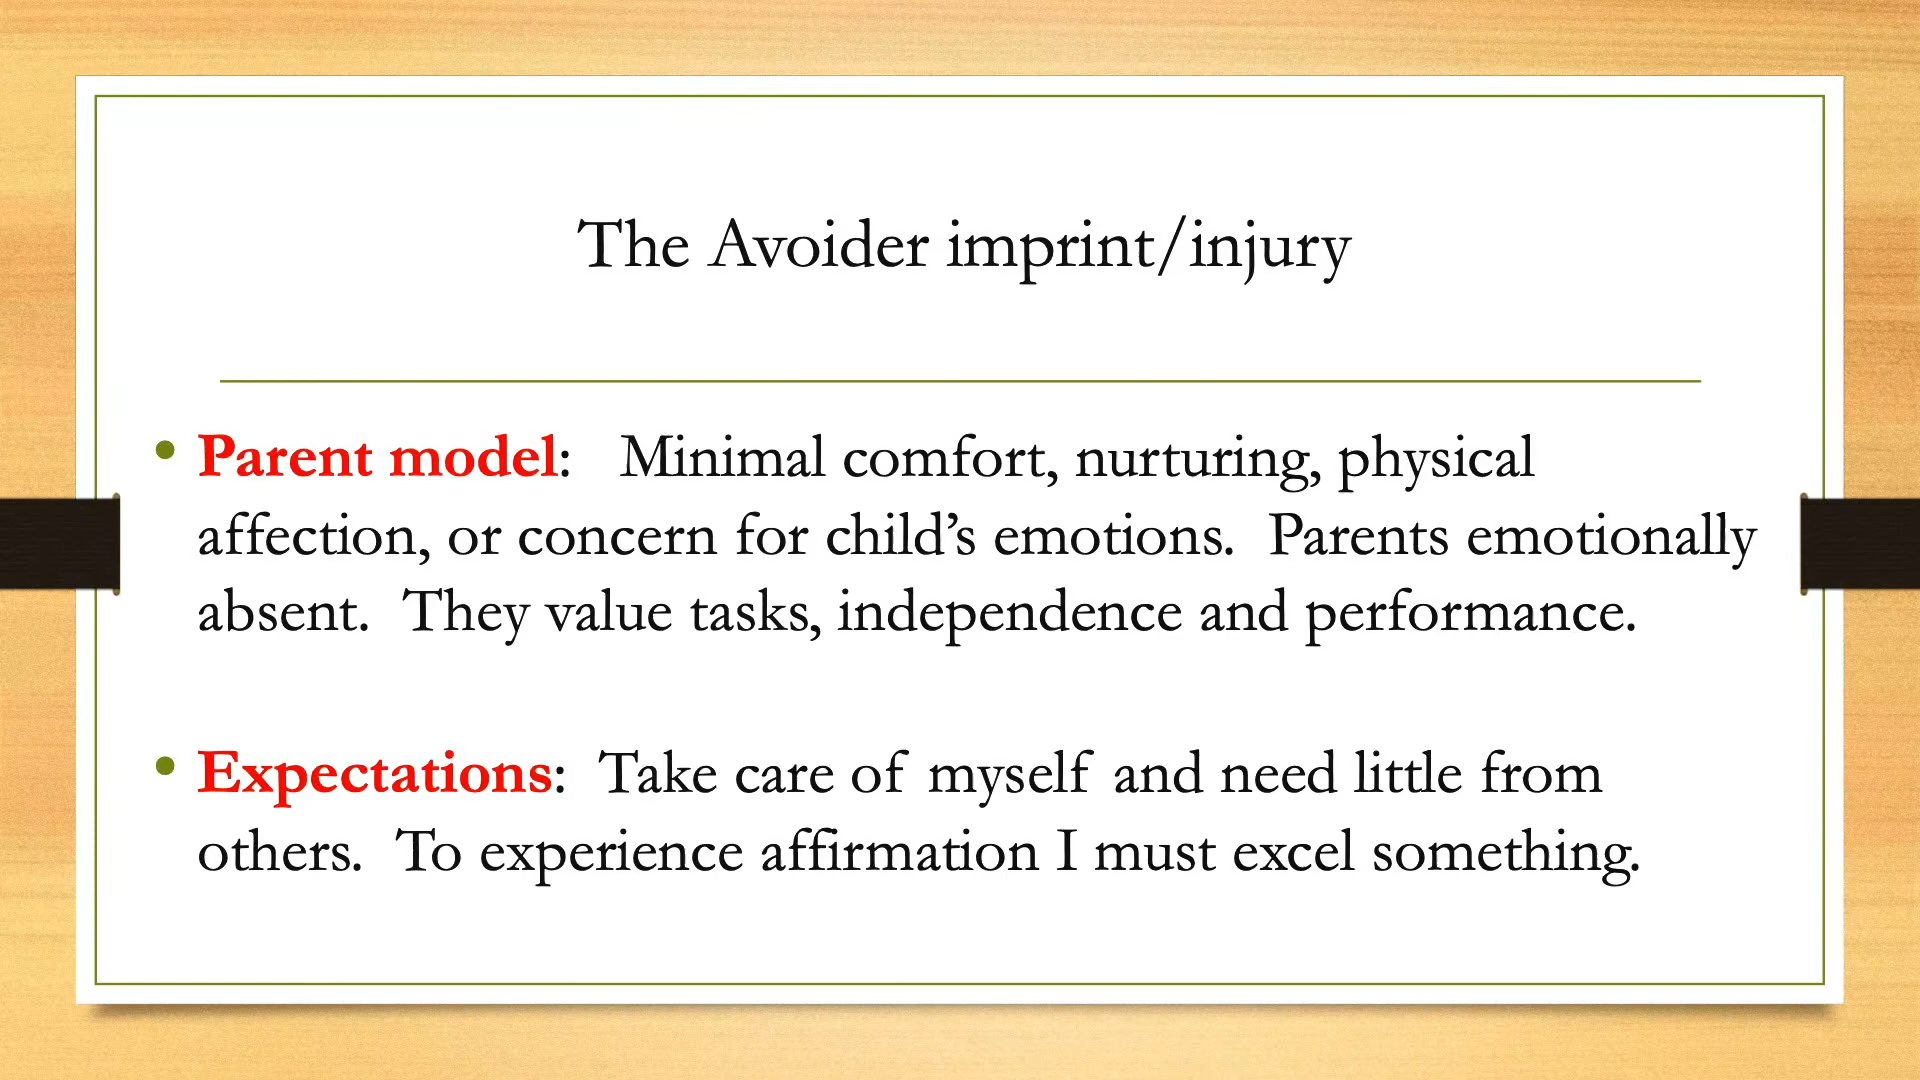 The Avoider imprint/injury
• Parent model:   Minimal comfort, nurturing, physical
affection, or concern for child’s emotions.  Parents emotionally
absent.  They value tasks, independence and performance.
• Expectations:  Take care of myself and need little from
others.  To experience affirmation I must excel something.